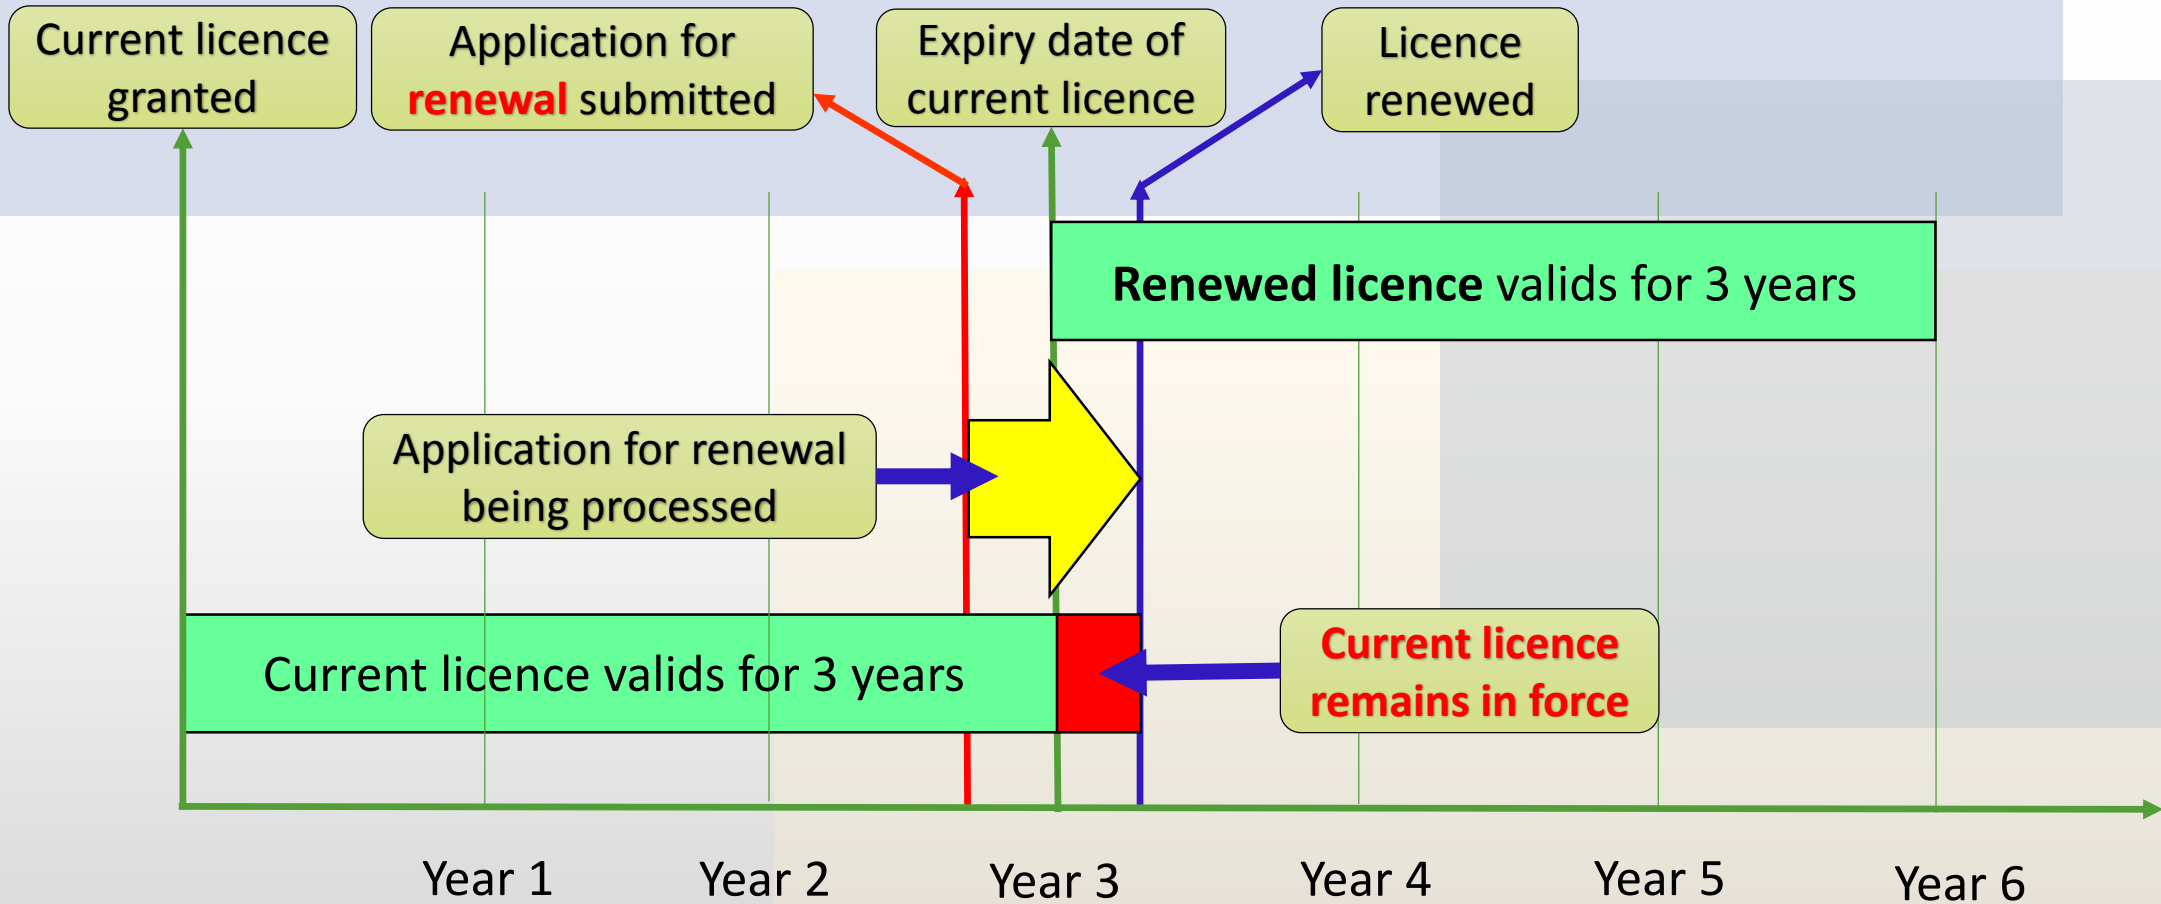 Current licence
granted
Application for
renewal submitted
Expiry date of
current licence
Licence
renewed
Renewed licence valids for 3 years
Application for renewal
being processed
Current licence valids for 3 years
Current licence
remains in force
Year 1
Year 2
Year 3
Year 4
Year 5
Year 6